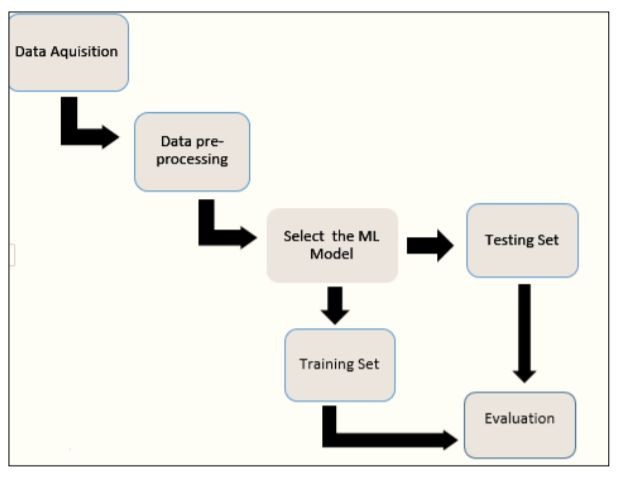 Data Aquisition
Data pre-
processing
Select the ML
Model
Testing Set
Training Set
Evaluation